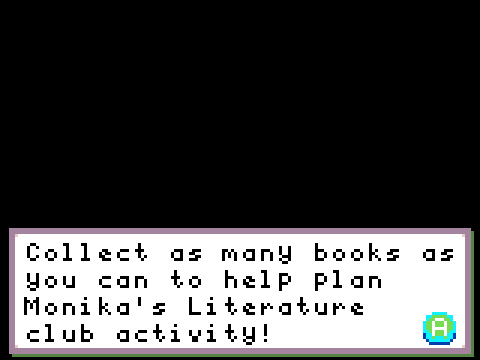 Collect as many books as
you can to help plan
Monika's Literature
club activity!
A